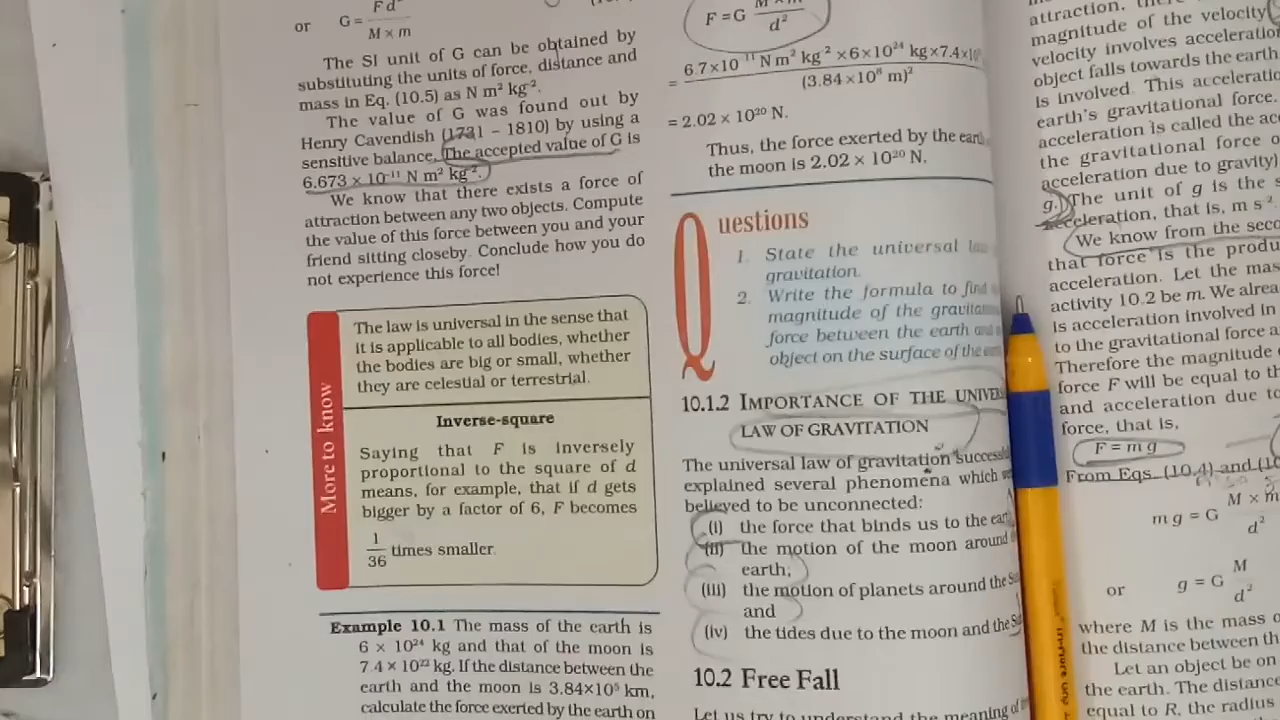 or G = F d² / M × m
The SI unit of G can be obtained by
substituting the units of force, distance and
mass in Eq. (10.5) as N m² kg⁻².
The value of G was found out by
Henry Cavendish (1731 – 1810) by using a
sensitive balance. The accepted value of G is
6.673 × 10⁻¹¹ N m² kg⁻².
We know that there exists a force of
attraction between any two objects. Compute
the value of this force between you and your
friend sitting closeby. Conclude how you do
not experience this force!
More to know
The law is universal in the sense that
it is applicable to all bodies, whether
the bodies are big or small, whether
they are celestial or terrestrial.
Inverse-square
Saying that F is inversely
proportional to the square of d
means, for example, that if d gets
bigger by a factor of 6, F becomes
1/36 times smaller.
Example 10.1 The mass of the earth is
6 × 10²⁴ kg and that of the moon is
7.4 × 10²² kg. If the distance between the
earth and the moon is 3.84×10⁵ km,
calculate the force exerted by the earth on
F = G M × m / d²
= 6.7×10⁻¹¹ N m² kg⁻² ×6×10²⁴ kg×7.4×10 / (3.84×10⁸ m)²
= 2.02 × 10²⁰ N.
Thus, the force exerted by the
the moon is 2.02 × 10²⁰ N.
Questions
1. State the universal
gravitation.
2. Write the formula to find
magnitude of the
force between the earth
object on the surface of the
10.1.2 IMPORTANCE OF THE
LAW OF GRAVITATION
The universal law of gravitation
explained several phenomena which
believed to be unconnected:
(i) the force that binds us to the
(ii) the motion of the moon around
earth;
(iii) the motion of planets around the
and
(iv) the tides due to the moon and the
10.2 Free Fall
Let us try to understand the meaning of
attraction,
magnitude of the velocity
velocity involves
object falls towards the earth
is involved. This
earth's gravitational force.
acceleration is called the
the gravitational force
acceleration due to gravity)
g. The unit of g is the
acceleration, that is, m s⁻².
We know from the
that force is the
acceleration. Let the
activity 10.2 be m. We
is acceleration involved in
to the gravitational force
Therefore the magnitude
force F will be equal to
and acceleration due
force, that is,
F = m g
From Eqs. (10.4) and
m g = G M × m / d²
or g = G M / d²
where M is the mass
the distance between
Let an object be on
the earth. The
equal to R, the radius